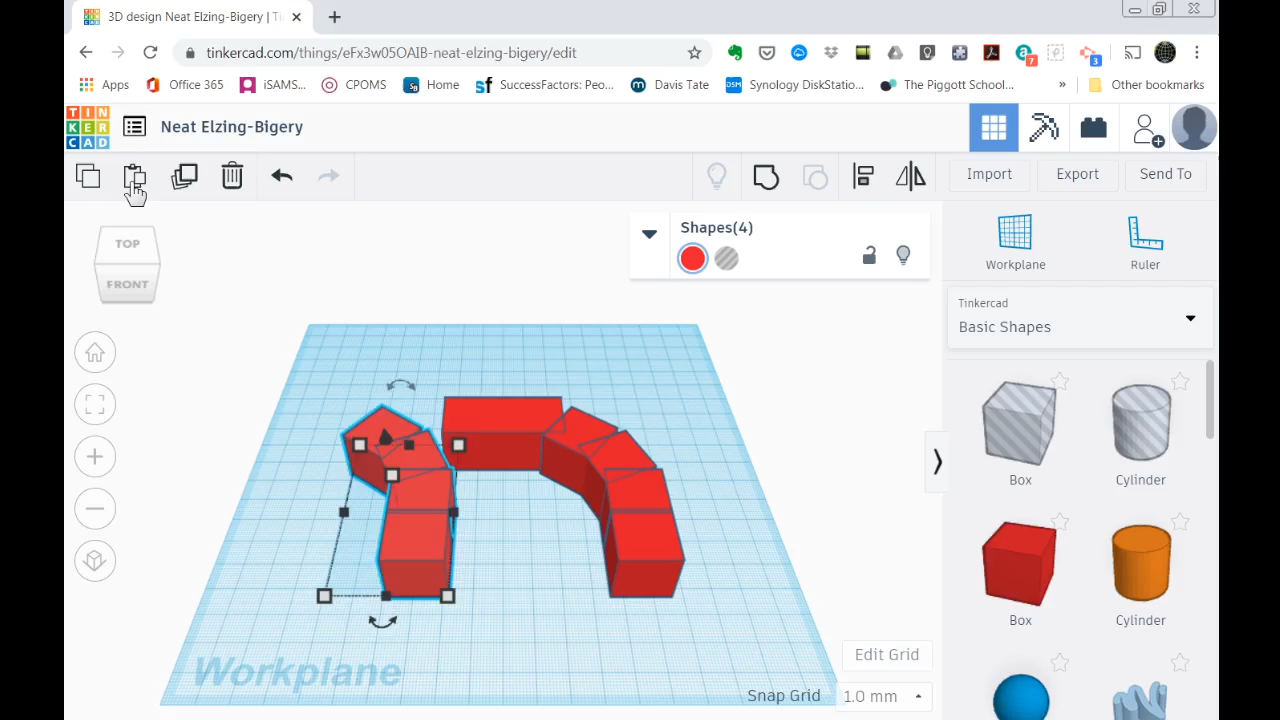 3D design Neat Elzing-Bigery | Ti
tinkercad.com/things/eFx3w05OAIB-neat-elzing-bigery/edit
7
3
Apps
Office 365
iSAMS...
CPOMS
Home
SuccessFactors: Peo...
Davis Tate
DSM
Synology DiskStatio...
The Piggott School...
»
Other bookmarks
TIN
KER
CAD
Neat Elzing-Bigery
Import
Export
Send To
Shapes(4)
TOP
FRONT
Workplane
Ruler
Tinkercad
Basic Shapes
Box
Cylinder
Box
Cylinder
Workplane
Edit Grid
Snap Grid
1.0 mm